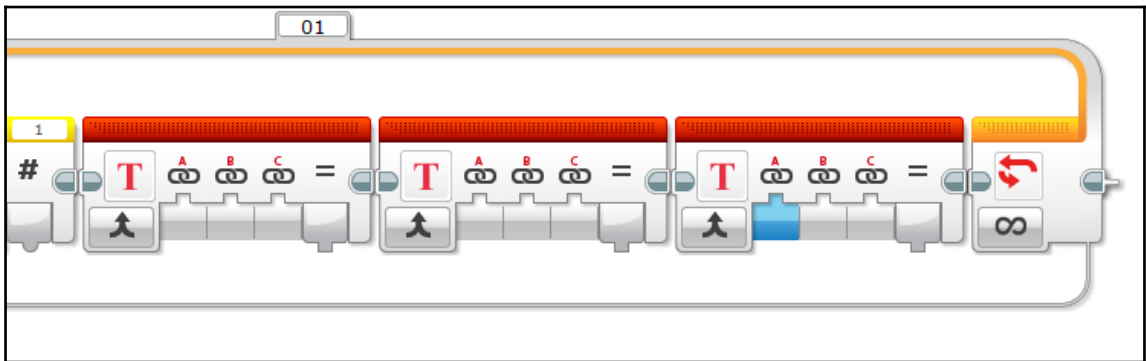 01
1
# T A B C = T A B C = T A B C =
∞